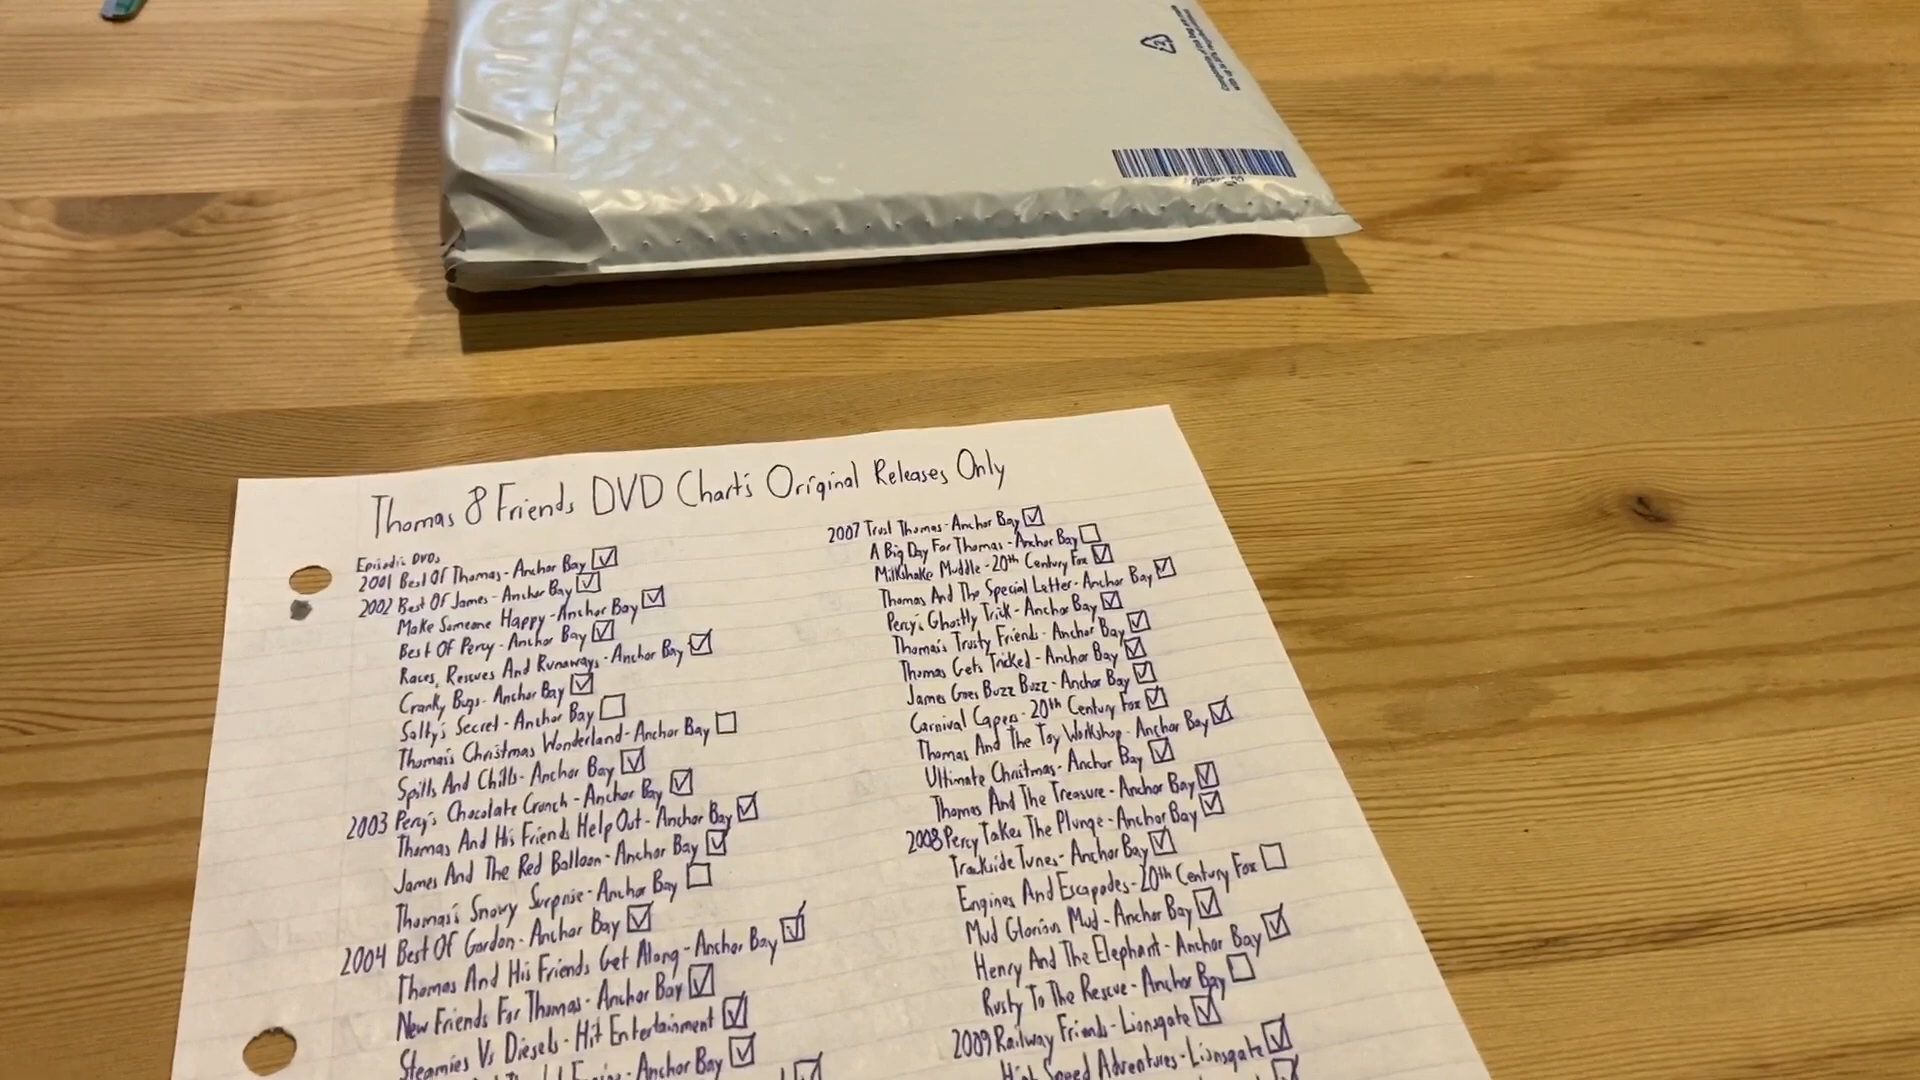 Thomas & Friends DVD Charts Original Releases Only
Episodic DVDs
2001 Best Of Thomas - Anchor Bay
2002 Best Of James - Anchor Bay
Make Someone Happy - Anchor Bay
Best Of Percy - Anchor Bay
Races, Rescues And Runaways - Anchor Bay
Cranky Bugs - Anchor Bay
Salty's Secret - Anchor Bay
Thomas's Christmas Wonderland - Anchor Bay
Spills And Chills - Anchor Bay
2003 Percy's Chocolate Crunch - Anchor Bay
Thomas And His Friends Help Out - Anchor Bay
James And The Red Balloon - Anchor Bay
Thomas's Snowy Surprise - Anchor Bay
2004 Best Of Gordon - Anchor Bay
Thomas And His Friends Get Along - Anchor Bay
New Friends For Thomas - Anchor Bay
Steamies Vs Diesels - Hit Entertainment
Engine - Anchor Bay
2007 Trust Thomas - Anchor Bay
A Big Day For Thomas - Anchor Bay
Milkshake Muddle - 20th Century Fox
Thomas And The Special Letter - Anchor Bay
Percy's Ghostly Trick - Anchor Bay
Thomas's Trusty Friends - Anchor Bay
Thomas Gets Tricked - Anchor Bay
James Goes Buzz Buzz - Anchor Bay
Carnival Capers - 20th Century Fox
Thomas And The Toy Workshop - Anchor Bay
Ultimate Christmas - Anchor Bay
Thomas And The Treasure - Anchor Bay
2008 Percy Takes The Plunge - Anchor Bay
Trackside Tunes - Anchor Bay
Engines And Escapades - 20th Century Fox
Mud Glorious Mud - Anchor Bay
Henry And The Elephant - Anchor Bay
Rusty To The Rescue - Anchor Bay
2009 Railway Friends - Lionsgate
High Speed Adventures - Lionsgate